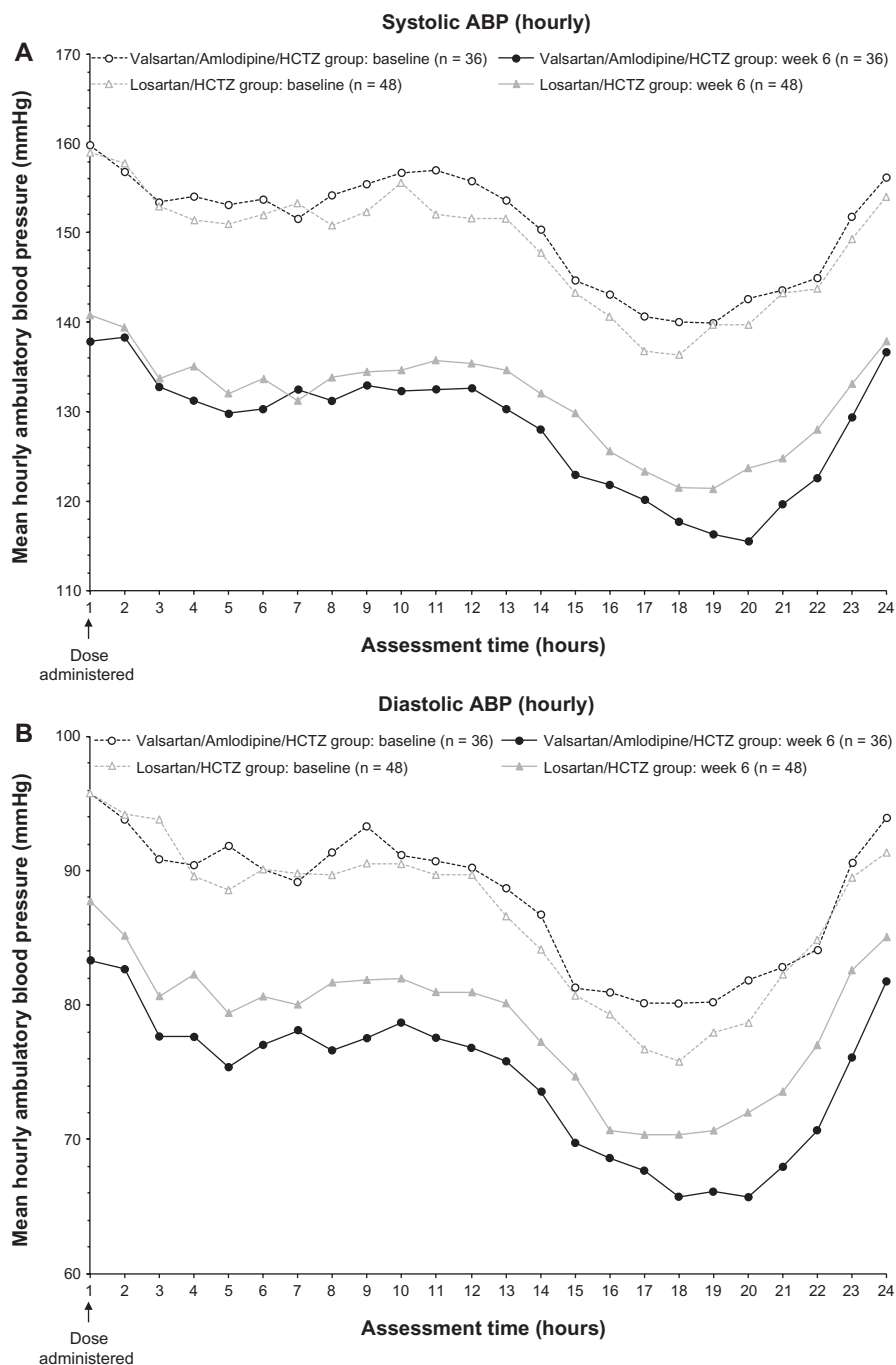 Systolic ABP (hourly)
A
Valsartan/Amlodipine/HCTZ group: baseline (n = 36)
Valsartan/Amlodipine/HCTZ group: week 6 (n = 36)
Losartan/HCTZ group: baseline (n = 48)
Losartan/HCTZ group: week 6 (n = 48)
Mean hourly ambulatory blood pressure (mmHg)
170
160
150
140
130
120
110
1 2 3 4 5 6 7 8 9 10 11 12 13 14 15 16 17 18 19 20 21 22 23 24
Assessment time (hours)
Dose
administered
Diastolic ABP (hourly)
B
Valsartan/Amlodipine/HCTZ group: baseline (n = 36)
Valsartan/Amlodipine/HCTZ group: week 6 (n = 36)
Losartan/HCTZ group: baseline (n = 48)
Losartan/HCTZ group: week 6 (n = 48)
Mean hourly ambulatory blood pressure (mmHg)
100
90
80
70
60
1 2 3 4 5 6 7 8 9 10 11 12 13 14 15 16 17 18 19 20 21 22 23 24
Assessment time (hours)
Dose
administered